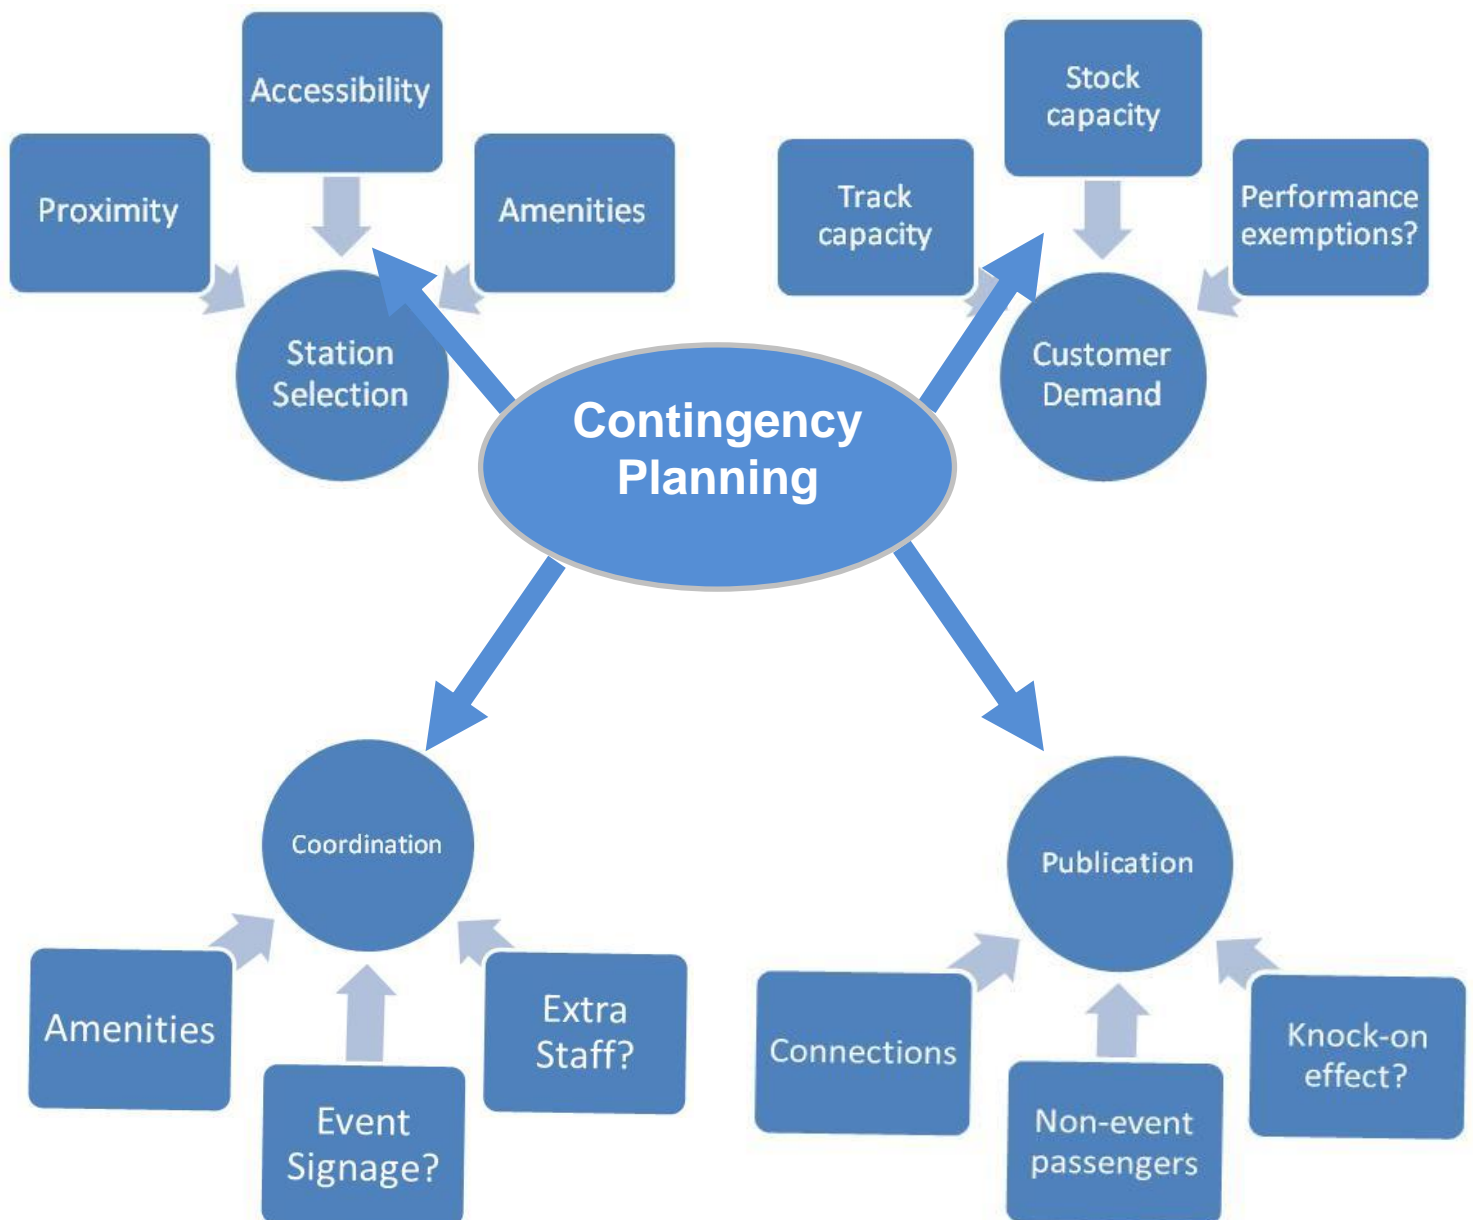 Accessibility
Proximity
Amenities
Station
Selection
Stock
capacity
Track
capacity
Performance
exemptions?
Customer
Demand
Contingency
Planning
Coordination
Amenities
Event
Signage?
Extra
Staff?
Publication
Connections
Non-event
passengers
Knock-on
effect?